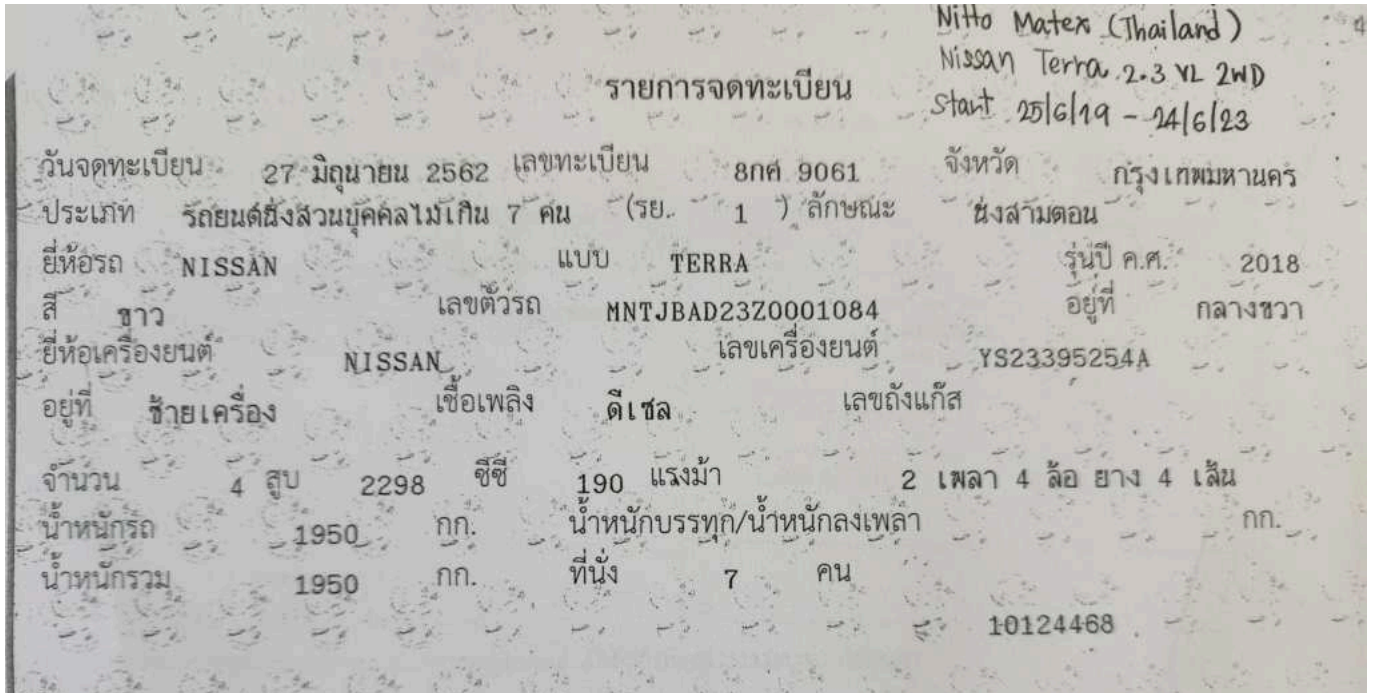 Nitto Matex (Thailand)
Nissan Terra 2.3 VL 2WD
Start 25/6/19 - 24/6/23
รายการจดทะเบียน
วันจดทะเบียน 27 มิถุนายน 2562 เลขทะเบียน 8กศ 9061 จังหวัด กรุงเทพมหานคร
ประเภท รถยนต์นั่งส่วนบุคคลไม่เกิน 7 คน (รย. 1 ) ลักษณะ นั่งสามตอน
ยี่ห้อรถ NISSAN แบบ TERRA รุ่นปี ค.ศ. 2018
สี ขาว เลขตัวรถ MNTJBAD23Z0001084 อยู่ที่ กลางขวา
ยี่ห้อเครื่องยนต์ NISSAN เลขเครื่องยนต์ YS23395254A
อยู่ที่ ซ้ายเครื่อง เชื้อเพลิง ดีเซล เลขถังแก๊ส
จำนวน 4 สูบ 2298 ซีซี 190 แรงม้า 2 เพลา 4 ล้อ ยาง 4 เส้น
น้ำหนักรถ 1950 กก. น้ำหนักบรรทุก/น้ำหนักลงเพลา กก.
น้ำหนักรวม 1950 กก. ที่นั่ง 7 คน
10124468